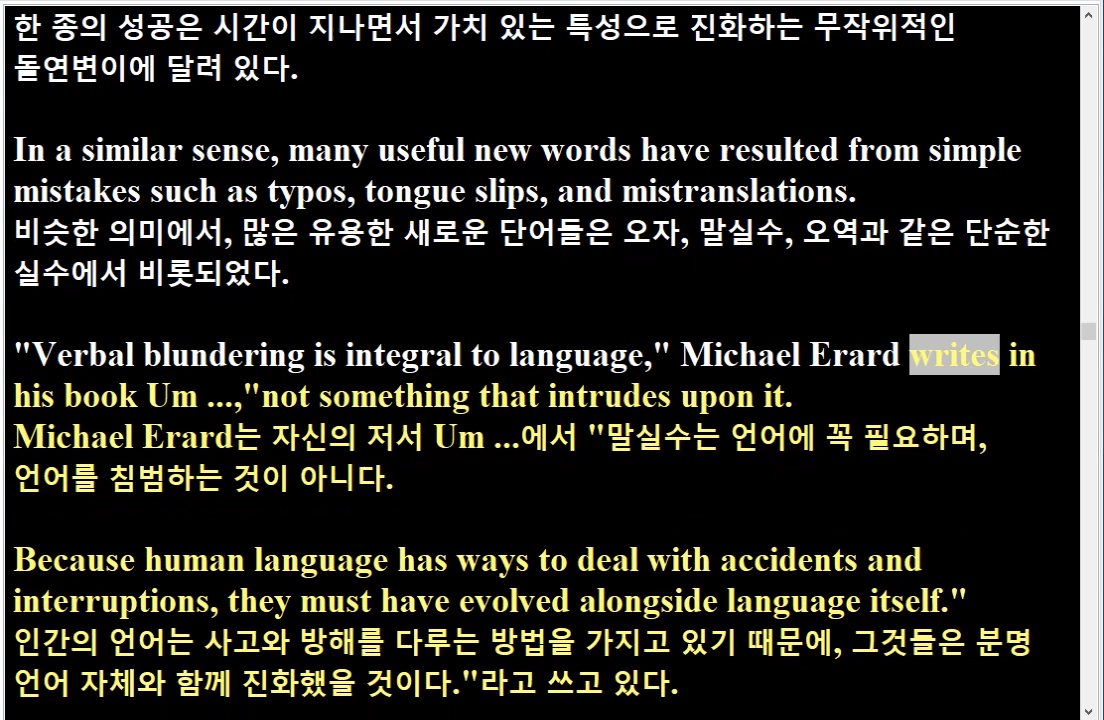 한 종의 성공은 시간이 지나면서 가치 있는 특성으로 진화하는 무작위적인
돌연변이에 달려 있다.
In a similar sense, many useful new words have resulted from simple
mistakes such as typos, tongue slips, and mistranslations.
비슷한 의미에서, 많은 유용한 새로운 단어들은 오자, 말실수, 오역과 같은 단순한
실수에서 비롯되었다.
"Verbal blundering is integral to language," Michael Erard writes in
his book Um ...,"not something that intrudes upon it.
Michael Erard는 자신의 저서 Um ...에서 "말실수는 언어에 꼭 필요하며,
언어를 침범하는 것이 아니다.
Because human language has ways to deal with accidents and
interruptions, they must have evolved alongside language itself."
인간의 언어는 사고와 방해를 다루는 방법을 가지고 있기 때문에, 그것들은 분명
언어 자체와 함께 진화했을 것이다."라고 쓰고 있다.